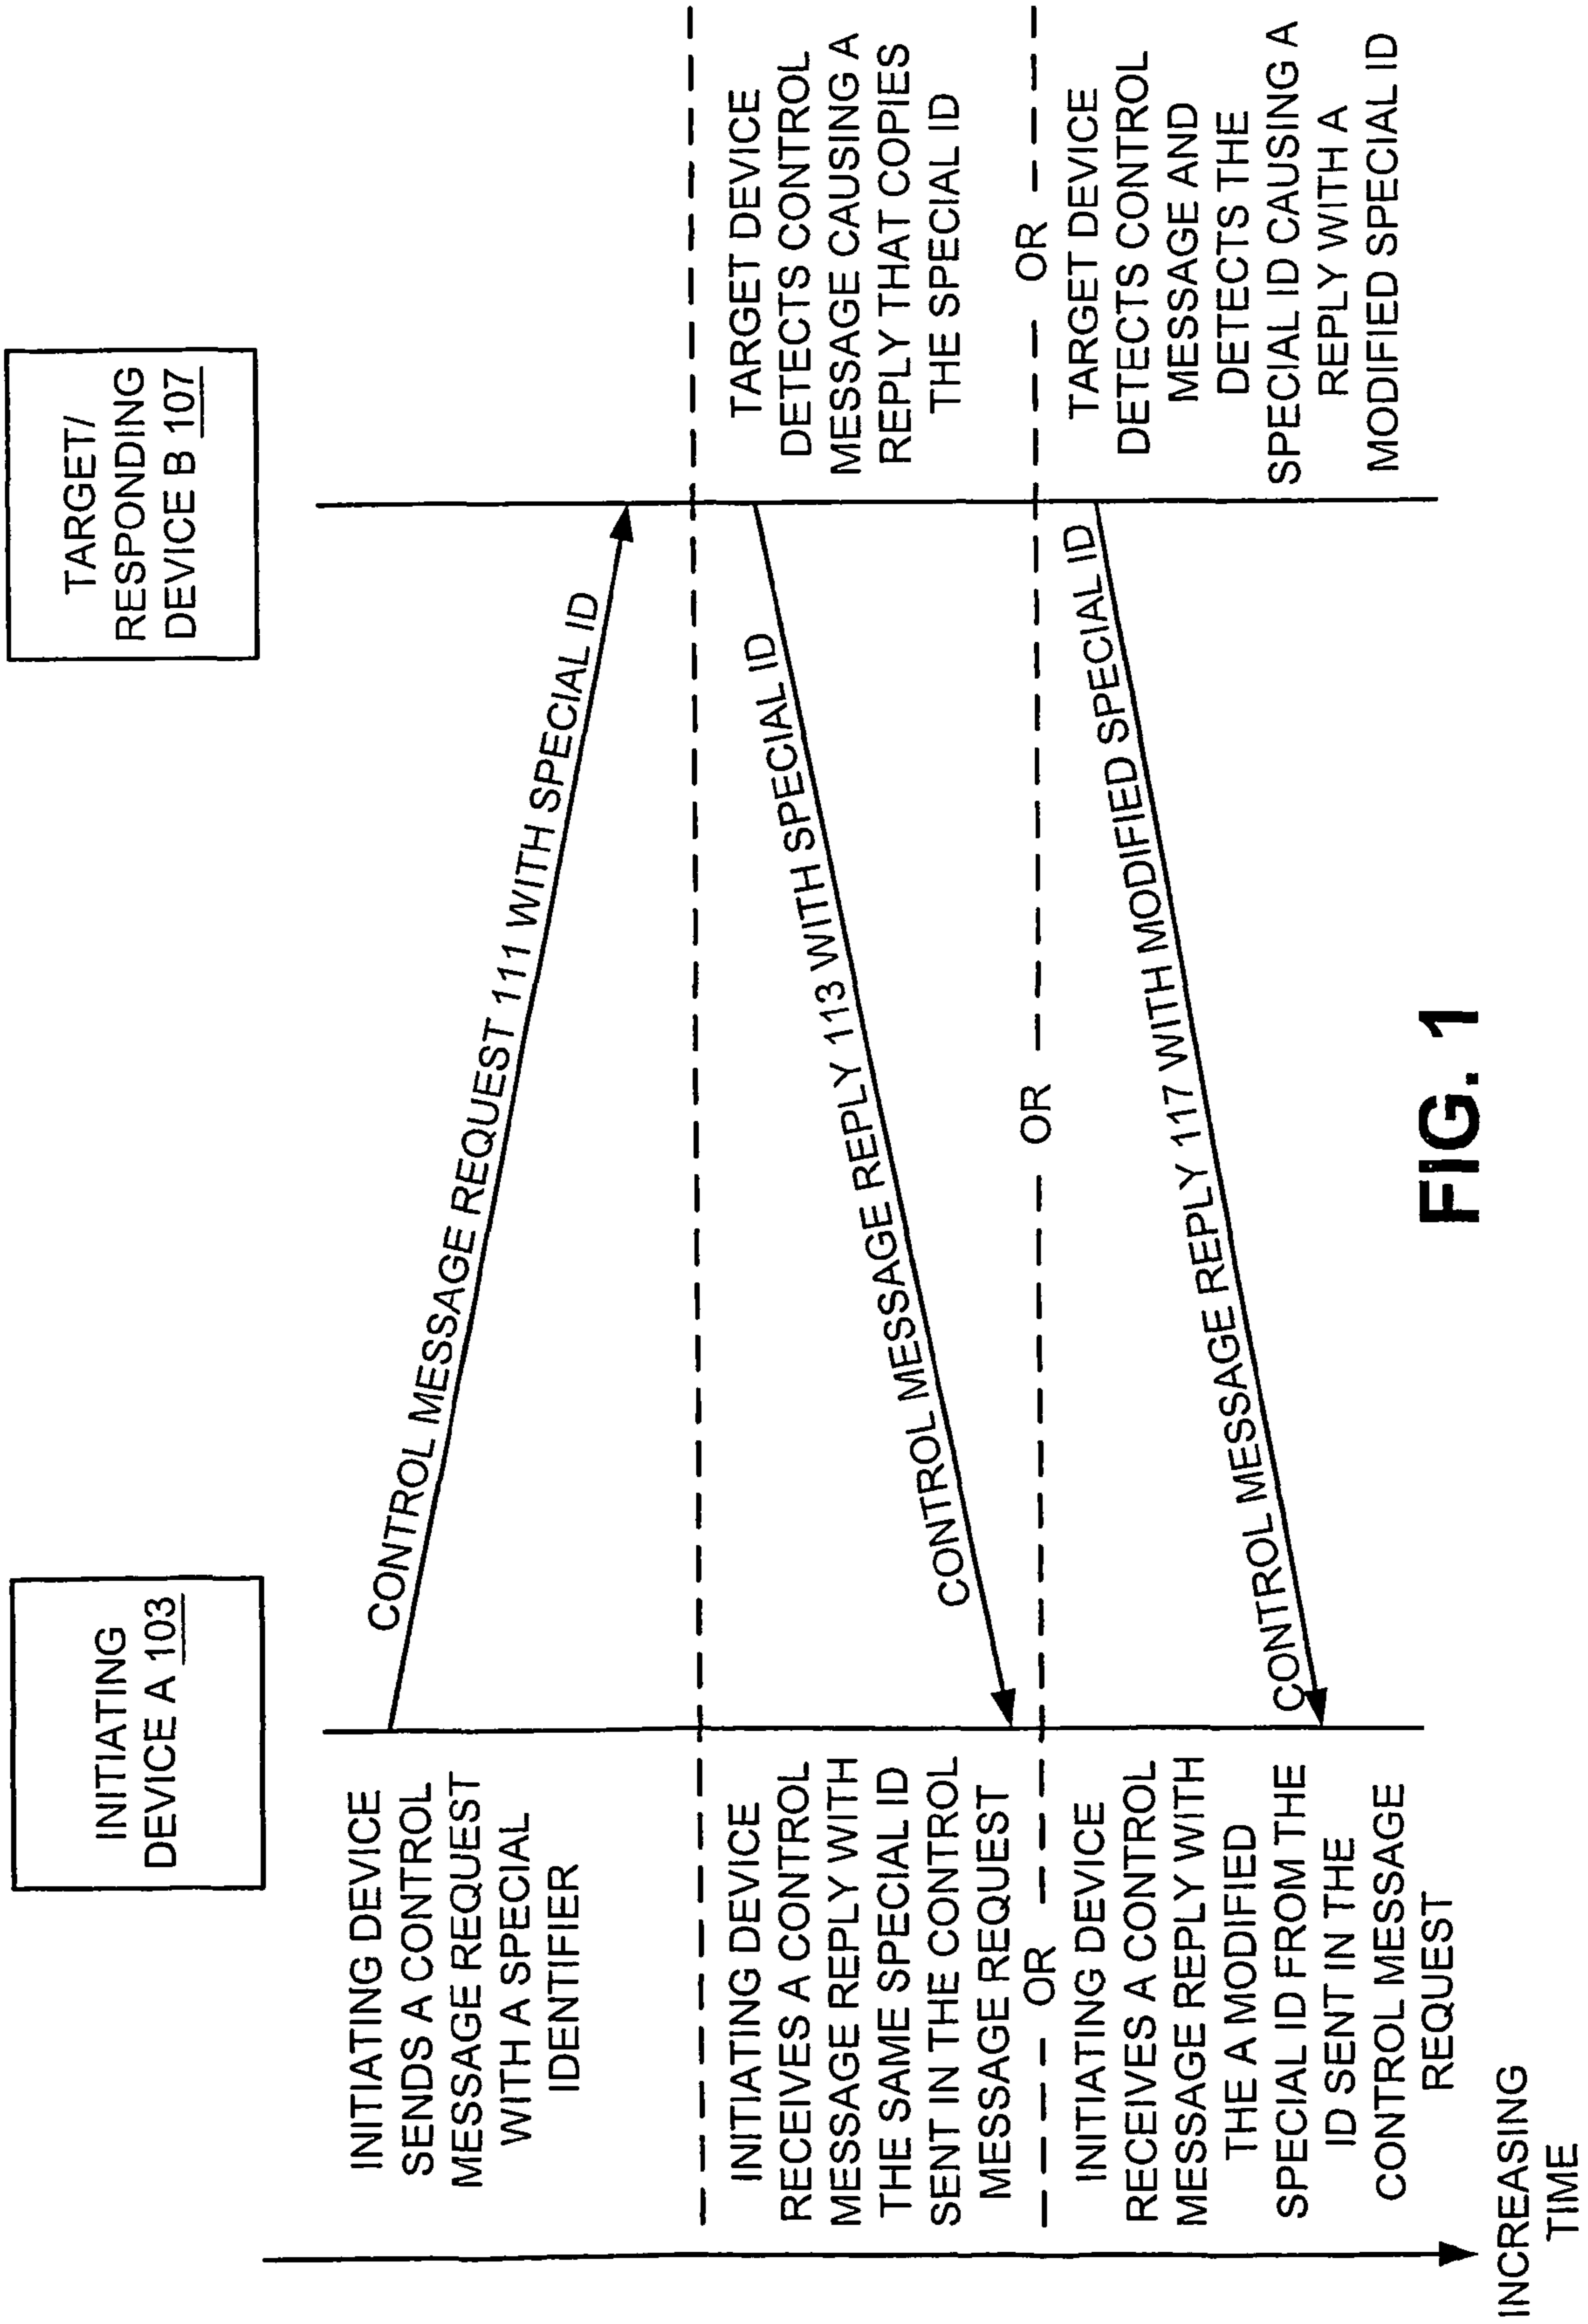 INITIATING
DEVICE A 103
TARGET/
RESPONDING
DEVICE B 107
INITIATING DEVICE
SENDS A CONTROL
MESSAGE REQUEST
WITH A SPECIAL
IDENTIFIER
CONTROL MESSAGE REQUEST 111 WITH SPECIAL ID
INITIATING DEVICE
RECEIVES A CONTROL
MESSAGE REPLY WITH
THE SAME SPECIAL ID
SENT IN THE CONTROL
MESSAGE REQUEST
CONTROL MESSAGE REPLY 113 WITH SPECIAL ID
TARGET DEVICE
DETECTS CONTROL
MESSAGE CAUSING A
REPLY THAT COPIES
THE SPECIAL ID
OR
OR
OR
INITIATING DEVICE
RECEIVES A CONTROL
MESSAGE REPLY WITH
THE A MODIFIED
SPECIAL ID FROM THE
ID SENT IN THE
CONTROL MESSAGE
REQUEST
CONTROL MESSAGE REPLY 117 WITH MODIFIED SPECIAL ID
TARGET DEVICE
DETECTS CONTROL
MESSAGE AND
DETECTS THE
SPECIAL ID CAUSING A
REPLY WITH A
MODIFIED SPECIAL ID
INCREASING
TIME
FIG. 1